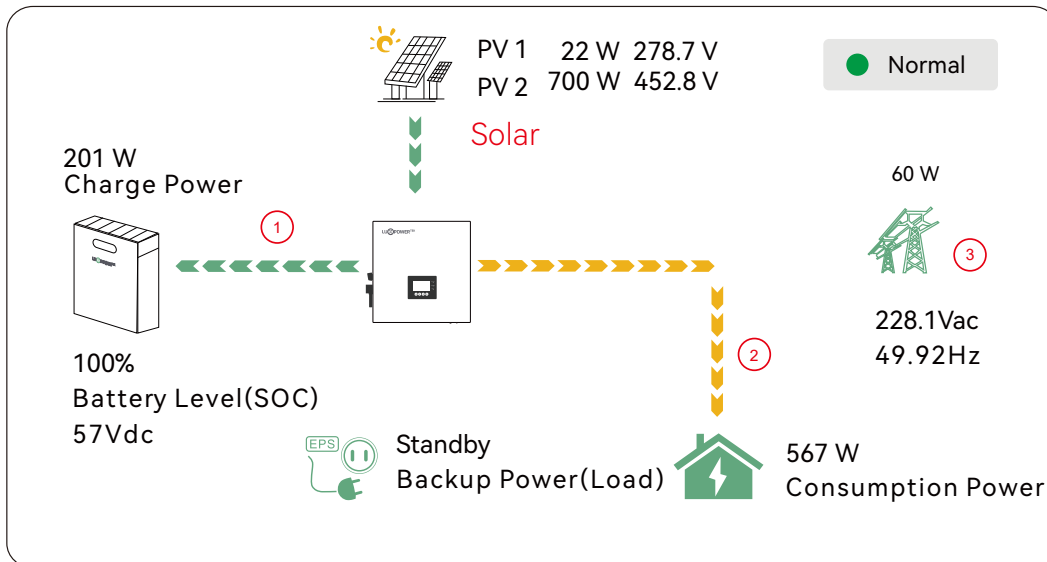 PV 1 22 W 278.7 V
PV 2 700 W 452.8 V
Normal
Solar
201 W
Charge Power
60 W
1
LUXPOWER™
3
228.1Vac
49.92Hz
2
100%
Battery Level(SOC)
57Vdc
EPS
Standby
Backup Power(Load)
567 W
Consumption Power